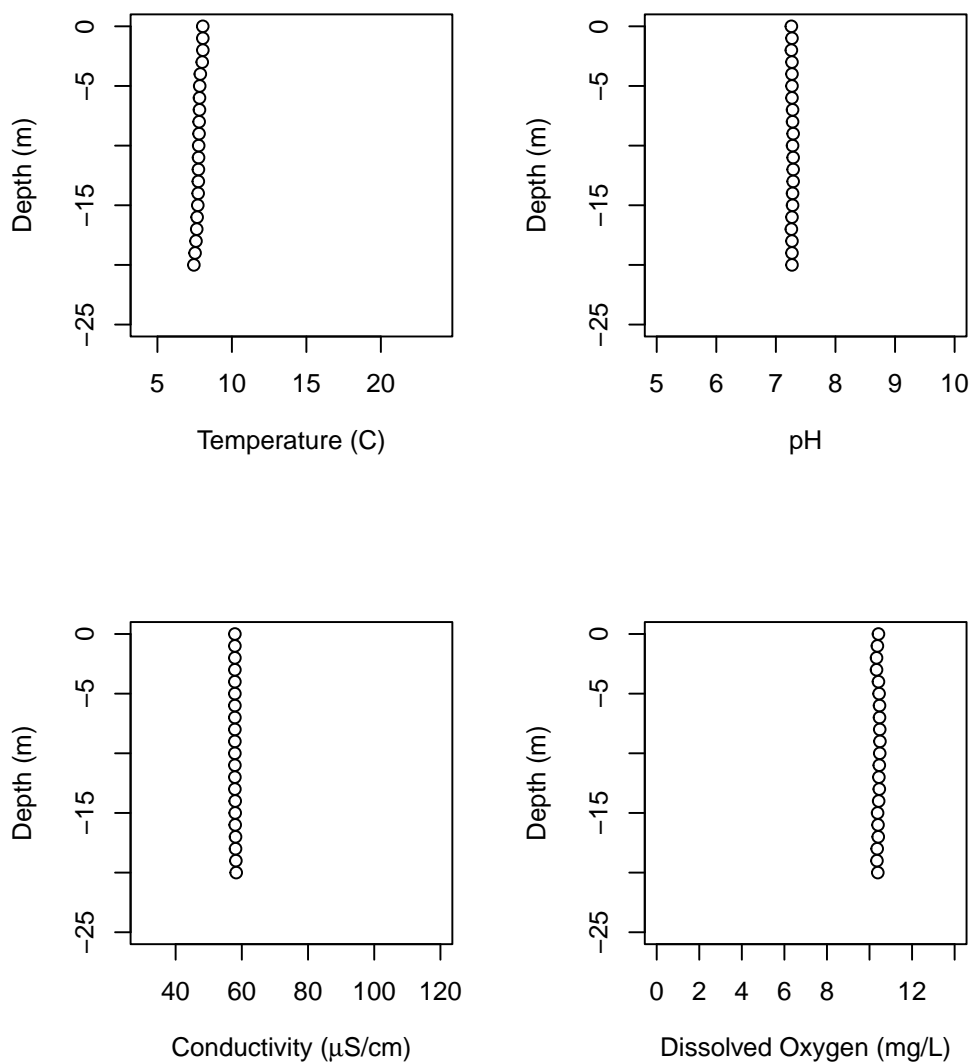 0
−5
−15
−25
Depth (m)
5 10 15 20
Temperature (C)
0
−5
−15
−25
Depth (m)
5 6 7 8 9 10
pH
0
−5
−15
−25
Depth (m)
40 60 80 100 120
Conductivity (μS/cm)
0
−5
−15
−25
Depth (m)
0 2 4 6 8 12
Dissolved Oxygen (mg/L)